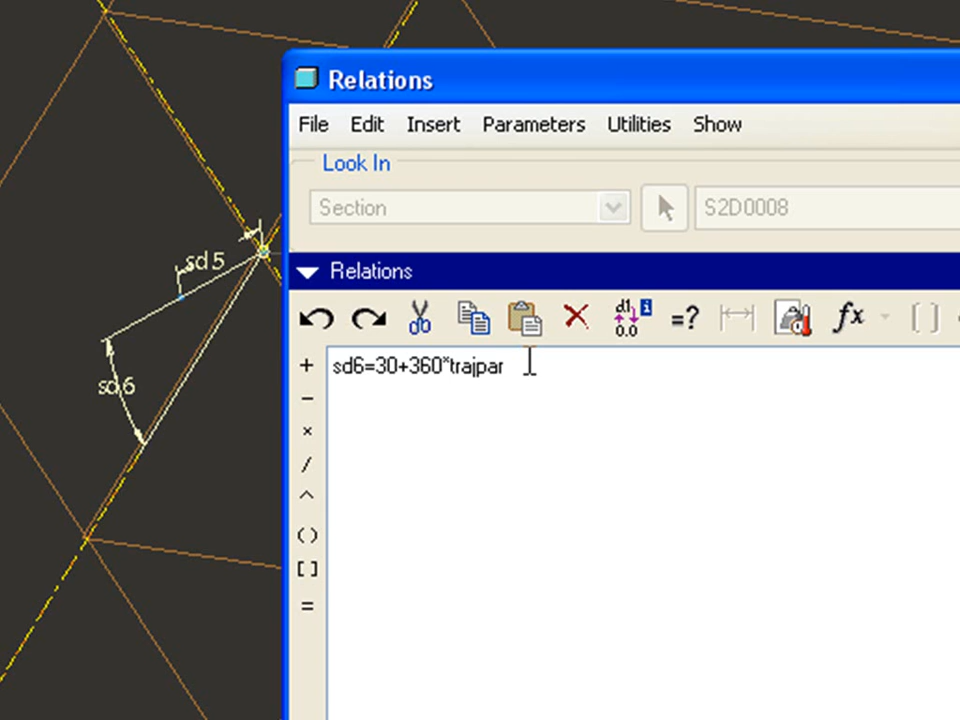 Relations
File Edit Insert Parameters Utilities Show
Look In
Section
S2D0008
Relations
d1
0.0
=?
fx
[ ]
sd6=30+360*trajpar
+
-
×
/
^
()
[]
=
sd5
sd6